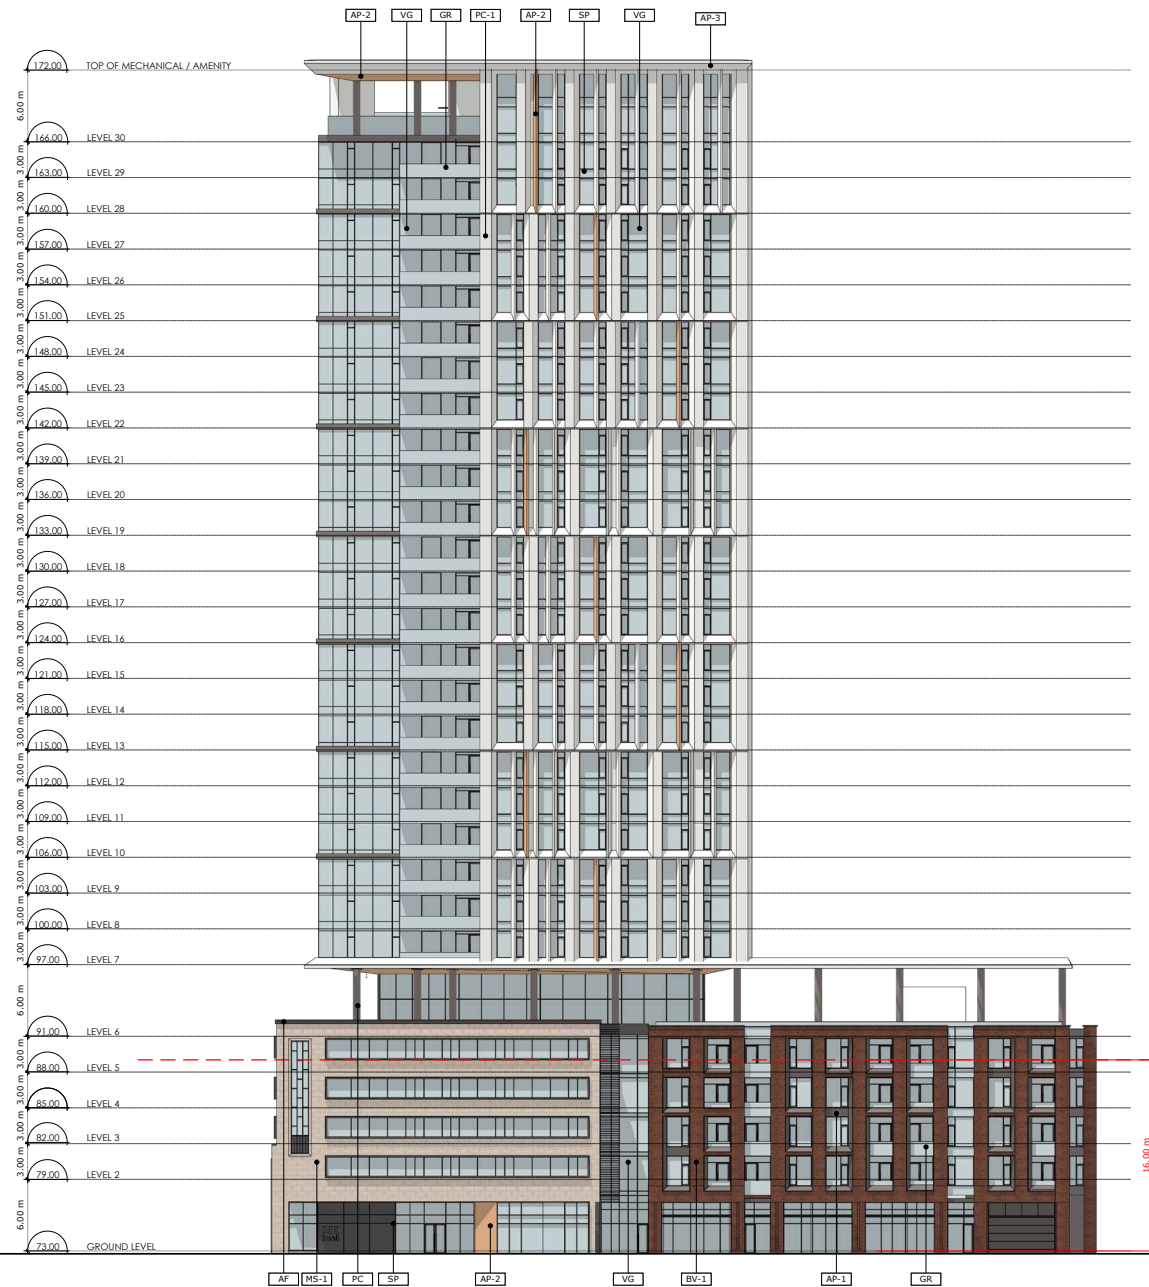 AP-2 VG GR PC-1 AP-2 SP VG AP-3
172.00 TOP OF MECHANICAL / AMENITY
6.00 m
166.00 LEVEL 30
3.00 m
163.00 LEVEL 29
3.00 m
160.00 LEVEL 28
3.00 m
157.00 LEVEL 27
3.00 m
154.00 LEVEL 26
3.00 m
151.00 LEVEL 25
3.00 m
148.00 LEVEL 24
3.00 m
145.00 LEVEL 23
3.00 m
142.00 LEVEL 22
3.00 m
139.00 LEVEL 21
3.00 m
136.00 LEVEL 20
3.00 m
133.00 LEVEL 19
3.00 m
130.00 LEVEL 18
3.00 m
127.00 LEVEL 17
3.00 m
124.00 LEVEL 16
3.00 m
121.00 LEVEL 15
3.00 m
118.00 LEVEL 14
3.00 m
115.00 LEVEL 13
3.00 m
112.00 LEVEL 12
3.00 m
109.00 LEVEL 11
3.00 m
106.00 LEVEL 10
3.00 m
103.00 LEVEL 9
3.00 m
100.00 LEVEL 8
3.00 m
97.00 LEVEL 7
6.00 m
91.00 LEVEL 6
3.00 m
88.00 LEVEL 5
3.00 m
85.00 LEVEL 4
3.00 m
82.00 LEVEL 3
3.00 m
79.00 LEVEL 2
16.00 m
6.00 m
73.00 GROUND LEVEL
AF MS-1 PC SP AP-2 VG BV-1 AP-1 GR